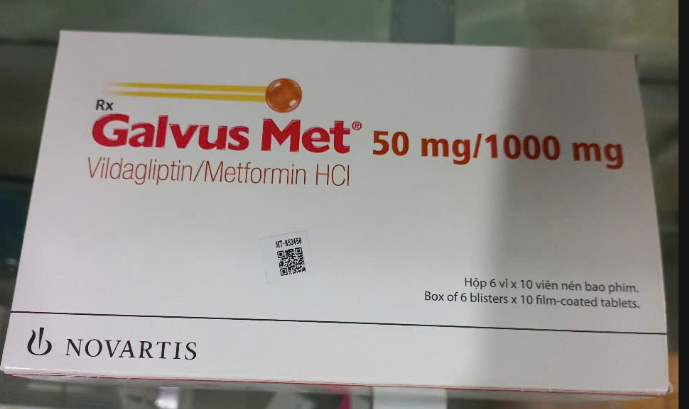 Rx
Galvus Met® 50 mg/1000 mg
Vildagliptin/Metformin HCl
Hộp 6 vỉ x 10 viên nén bao phim.
Box of 6 blisters x 10 film-coated tablets.
NOVARTIS